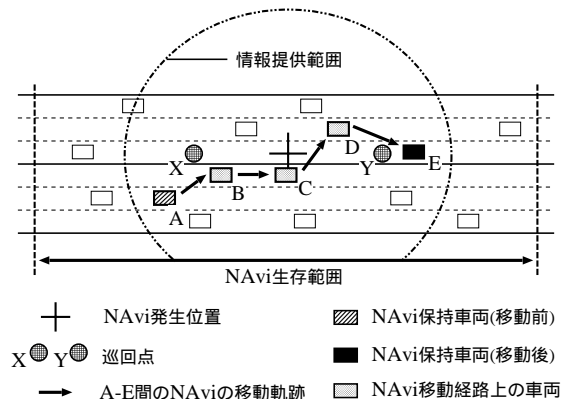 情報提供範囲
X
Y
A
B
C
D
E
NAvi生存範囲
NAvi発生位置
NAvi保持車両(移動前)
X Y 巡回点
NAvi保持車両(移動後)
A-E間のNAviの移動軌跡
NAvi移動経路上の車両